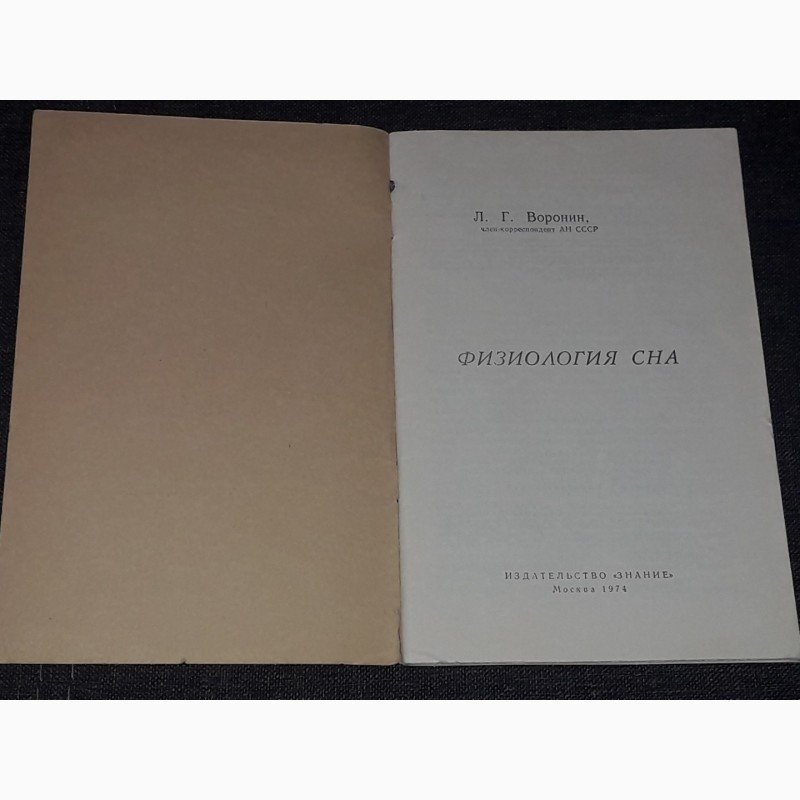 Л. Г. Воронин,
член-корреспондент АН СССР
ФИЗИОЛОГИЯ СНА
ИЗДАТЕЛЬСТВО «ЗНАНИЕ»
Москва 1974